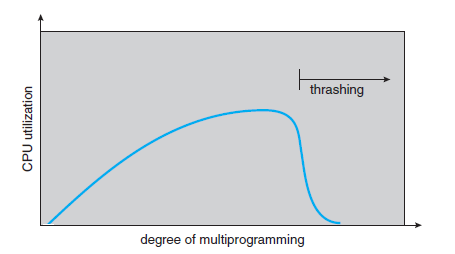 thrashing
CPU utilization
degree of multiprogramming